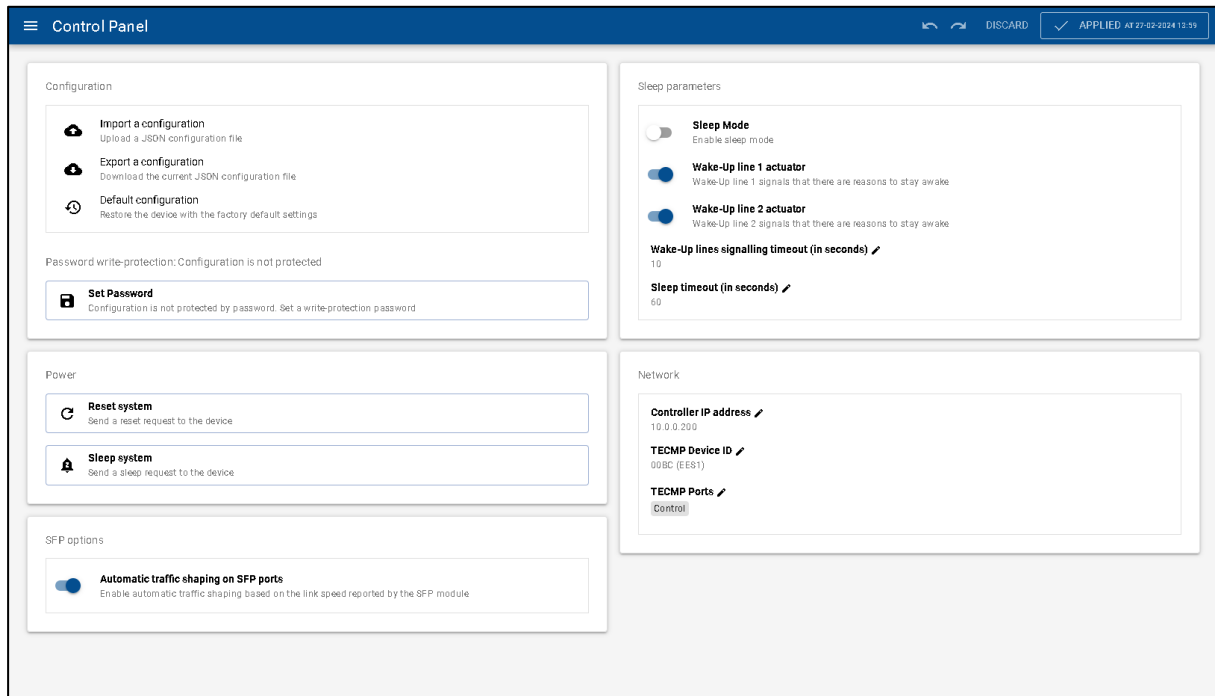 Control Panel
DISCARD
APPLIED AT 27-02-2024 13:59
Configuration
Import a configuration
Upload a JSON configuration file
Export a configuration
Download the current JSON configuration file
Default configuration
Restore the device with the factory default settings
Password write-protection: Configuration is not protected
Set Password
Configuration is not protected by password. Set a write-protection password
Power
Reset system
Send a reset request to the device
Sleep system
Send a sleep request to the device
SFP options
Automatic traffic shaping on SFP ports
Enable automatic traffic shaping based on the link speed reported by the SFP module
Sleep parameters
Sleep Mode
Enable sleep mode
Wake-Up line 1 actuator
Wake-Up line 1 signals that there are reasons to stay awake
Wake-Up line 2 actuator
Wake-Up line 2 signals that there are reasons to stay awake
Wake-Up lines signalling timeout (in seconds)
10
Sleep timeout (in seconds)
60
Network
Controller IP address
10.0.0.200
TECMP Device ID
00BC (EES1)
TECMP Ports
Control